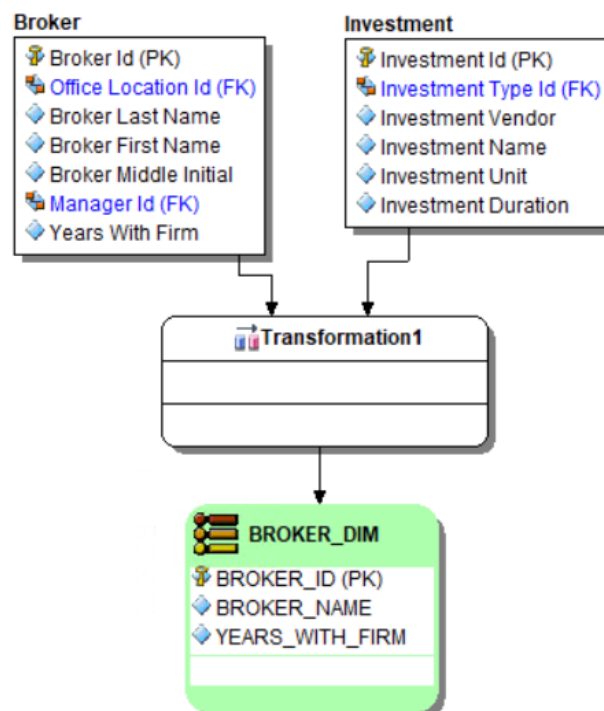 Broker
Broker Id (PK)
Office Location Id (FK)
Broker Last Name
Broker First Name
Broker Middle Initial
Manager Id (FK)
Years With Firm
Investment
Investment Id (PK)
Investment Type Id (FK)
Investment Vendor
Investment Name
Investment Unit
Investment Duration
Transformation1
BROKER_DIM
BROKER_ID (PK)
BROKER_NAME
YEARS_WITH_FIRM